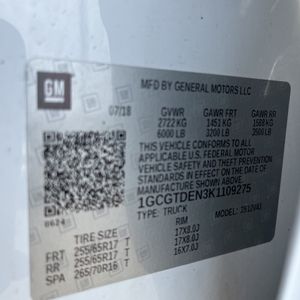 GM
MFD BY GENERAL MOTORS LLC
07/18
GVWR GAWR FRT GAWR RR
2722 KG 1451 KG 1588 KG
6000 LB 3200 LB 3500 LB
THIS VEHICLE CONFORMS TO ALL
APPLICABLE U.S. FEDERAL MOTOR
VEHICLE SAFETY AND THEFT
PREVENTION STANDARDS IN EFFECT
ON THE DATE OF MANUFACTURE
SHOWN ABOVE.
1GCGTDEN3K1109275
TYPE: TRUCK MODEL:
TIRE SIZE RIM
FRT 255/65R17 T 17X8.0J
RR 255/65R17 T 17X8.0J
SPA 265/70R16 T 16X7.0J